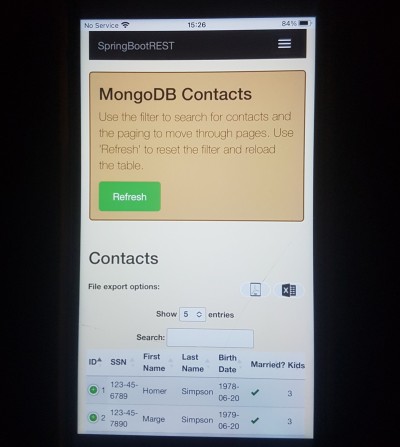 No Service 15:26 84%
SpringBootREST
MongoDB Contacts
Use the filter to search for contacts and
the paging to move through pages. Use
'Refresh' to reset the filter and reload
the table.
Refresh
Contacts
File export options:
Show 5 entries
Search:
ID SSN First Name Last Name Birth Date Married? Kids
1 123-45-6789 Homer Simpson 1978-06-20 3
2 123-45-7890 Marge Simpson 1979-06-20 3